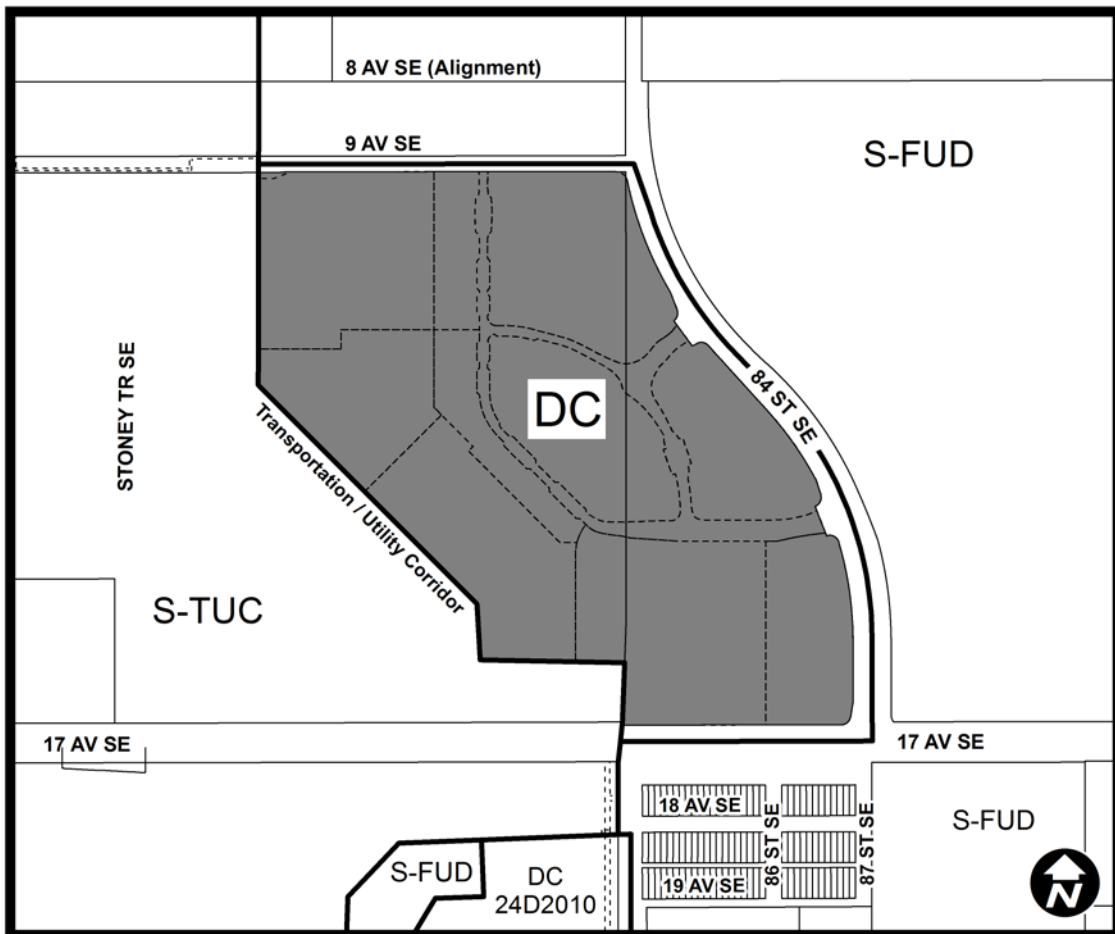 8 AV SE (Alignment)
9 AV SE
S-FUD
STONEY TR SE
DC
84 ST SE
Transportation / Utility Corridor
S-TUC
17 AV SE
17 AV SE
18 AV SE
86 ST SE
87 ST SE
S-FUD
S-FUD
DC
24D2010
19 AV SE
N